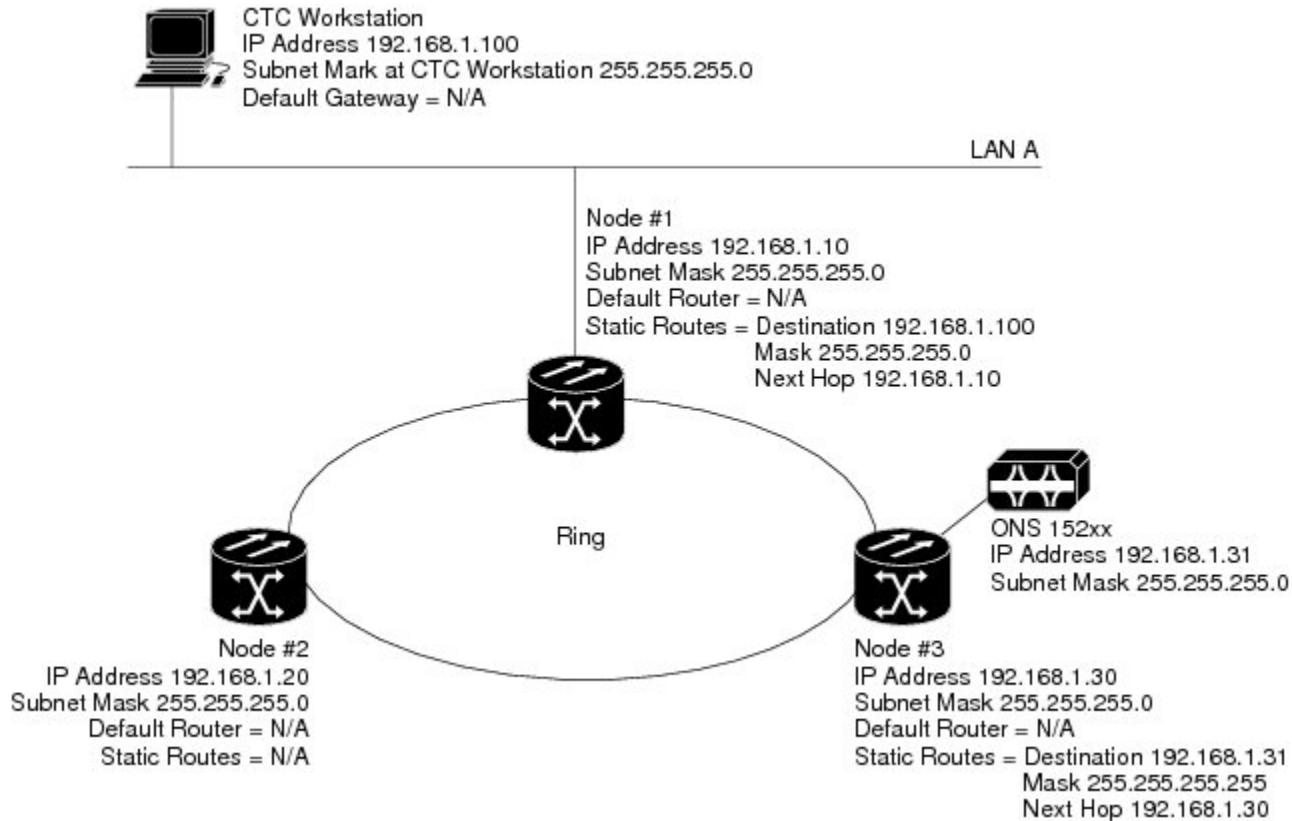 CTC Workstation
IP Address 192.168.1.100
Subnet Mark at CTC Workstation 255.255.255.0
Default Gateway = N/A
LAN A
Node #1
IP Address 192.168.1.10
Subnet Mask 255.255.255.0
Default Router = N/A
Static Routes = Destination 192.168.1.100
Mask 255.255.255.0
Next Hop 192.168.1.10
Ring
ONS 152xx
IP Address 192.168.1.31
Subnet Mask 255.255.255.0
Node #2
IP Address 192.168.1.20
Subnet Mask 255.255.255.0
Default Router = N/A
Static Routes = N/A
Node #3
IP Address 192.168.1.30
Subnet Mask 255.255.255.0
Default Router = N/A
Static Routes = Destination 192.168.1.31
Mask 255.255.255.255
Next Hop 192.168.1.30